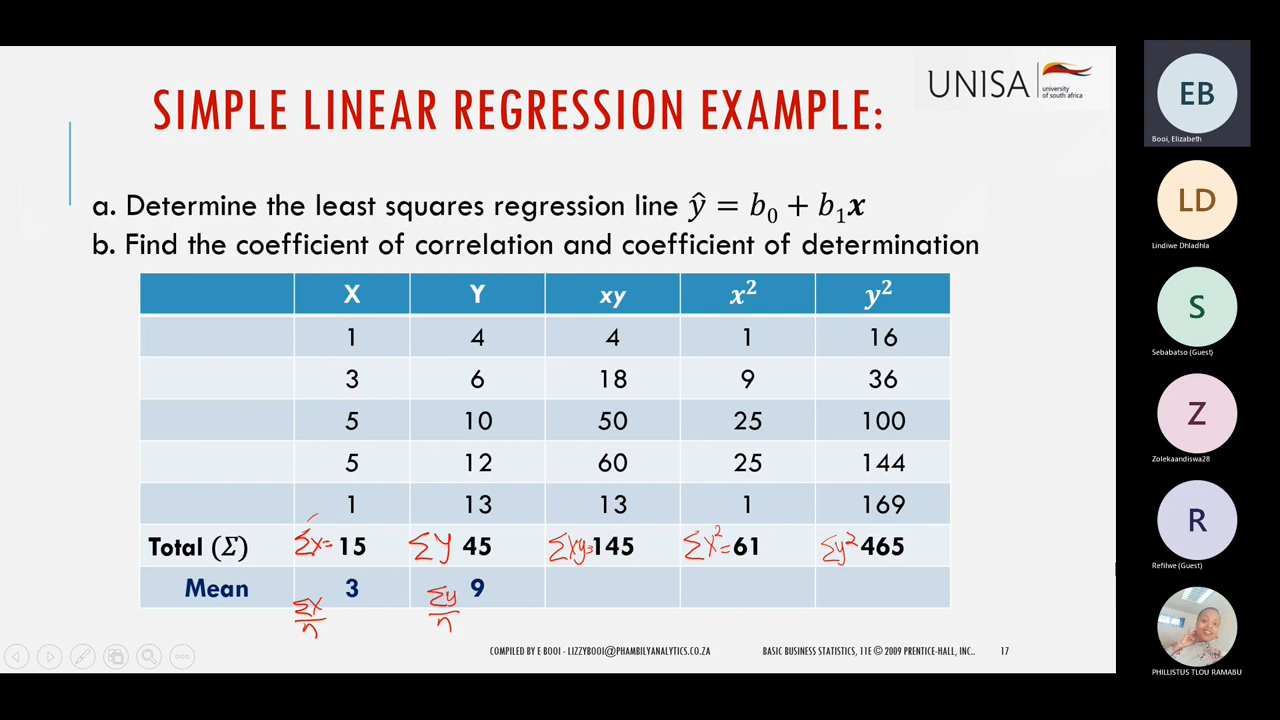 UNISA
university
of south africa
SIMPLE LINEAR REGRESSION EXAMPLE:
a. Determine the least squares regression line ŷ = b₀ + b₁x
b. Find the coefficient of correlation and coefficient of determination
X Y xy x² y²
1 4 4 1 16
3 6 18 9 36
5 10 50 25 100
5 12 60 25 144
1 13 13 1 169
Total (Σ) Σx= 15 Σy 45 Σxy= 145 Σx²= 61 Σy² 465
Mean Σx/n 3 Σy/n 9
COMPILED BY E BOOI - LIZZYBOOI@PHAMBILYANALYTICS.CO.ZA BASIC BUSINESS STATISTICS, 11E © 2009 PRENTICE-HALL, INC.. 17
EB
Booi, Elizabeth
LD
Lindiwe Dhladhla
S
Sebabatso (Guest)
Z
Zolekaandiswa28
R
Refilwe (Guest)
PHILLISTUS TLOU RAMABU